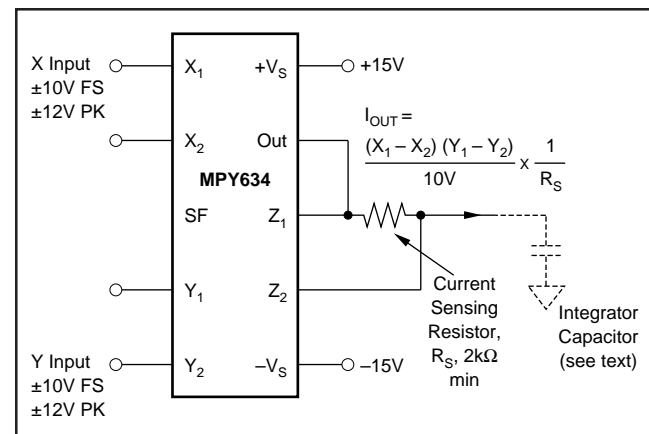 X Input
±10V FS
±12V PK
X₁
X₂
MPY634
SF
Y₁
Y Input
±10V FS
±12V PK
Y₂
+Vₛ
+15V
Out
Z₁
Z₂
–Vₛ
–15V
I_OUT =
(X₁ – X₂) (Y₁ – Y₂)
10V
x
1
Rₛ
Current
Sensing
Resistor,
Rₛ, 2kΩ
min
Integrator
Capacitor
(see text)